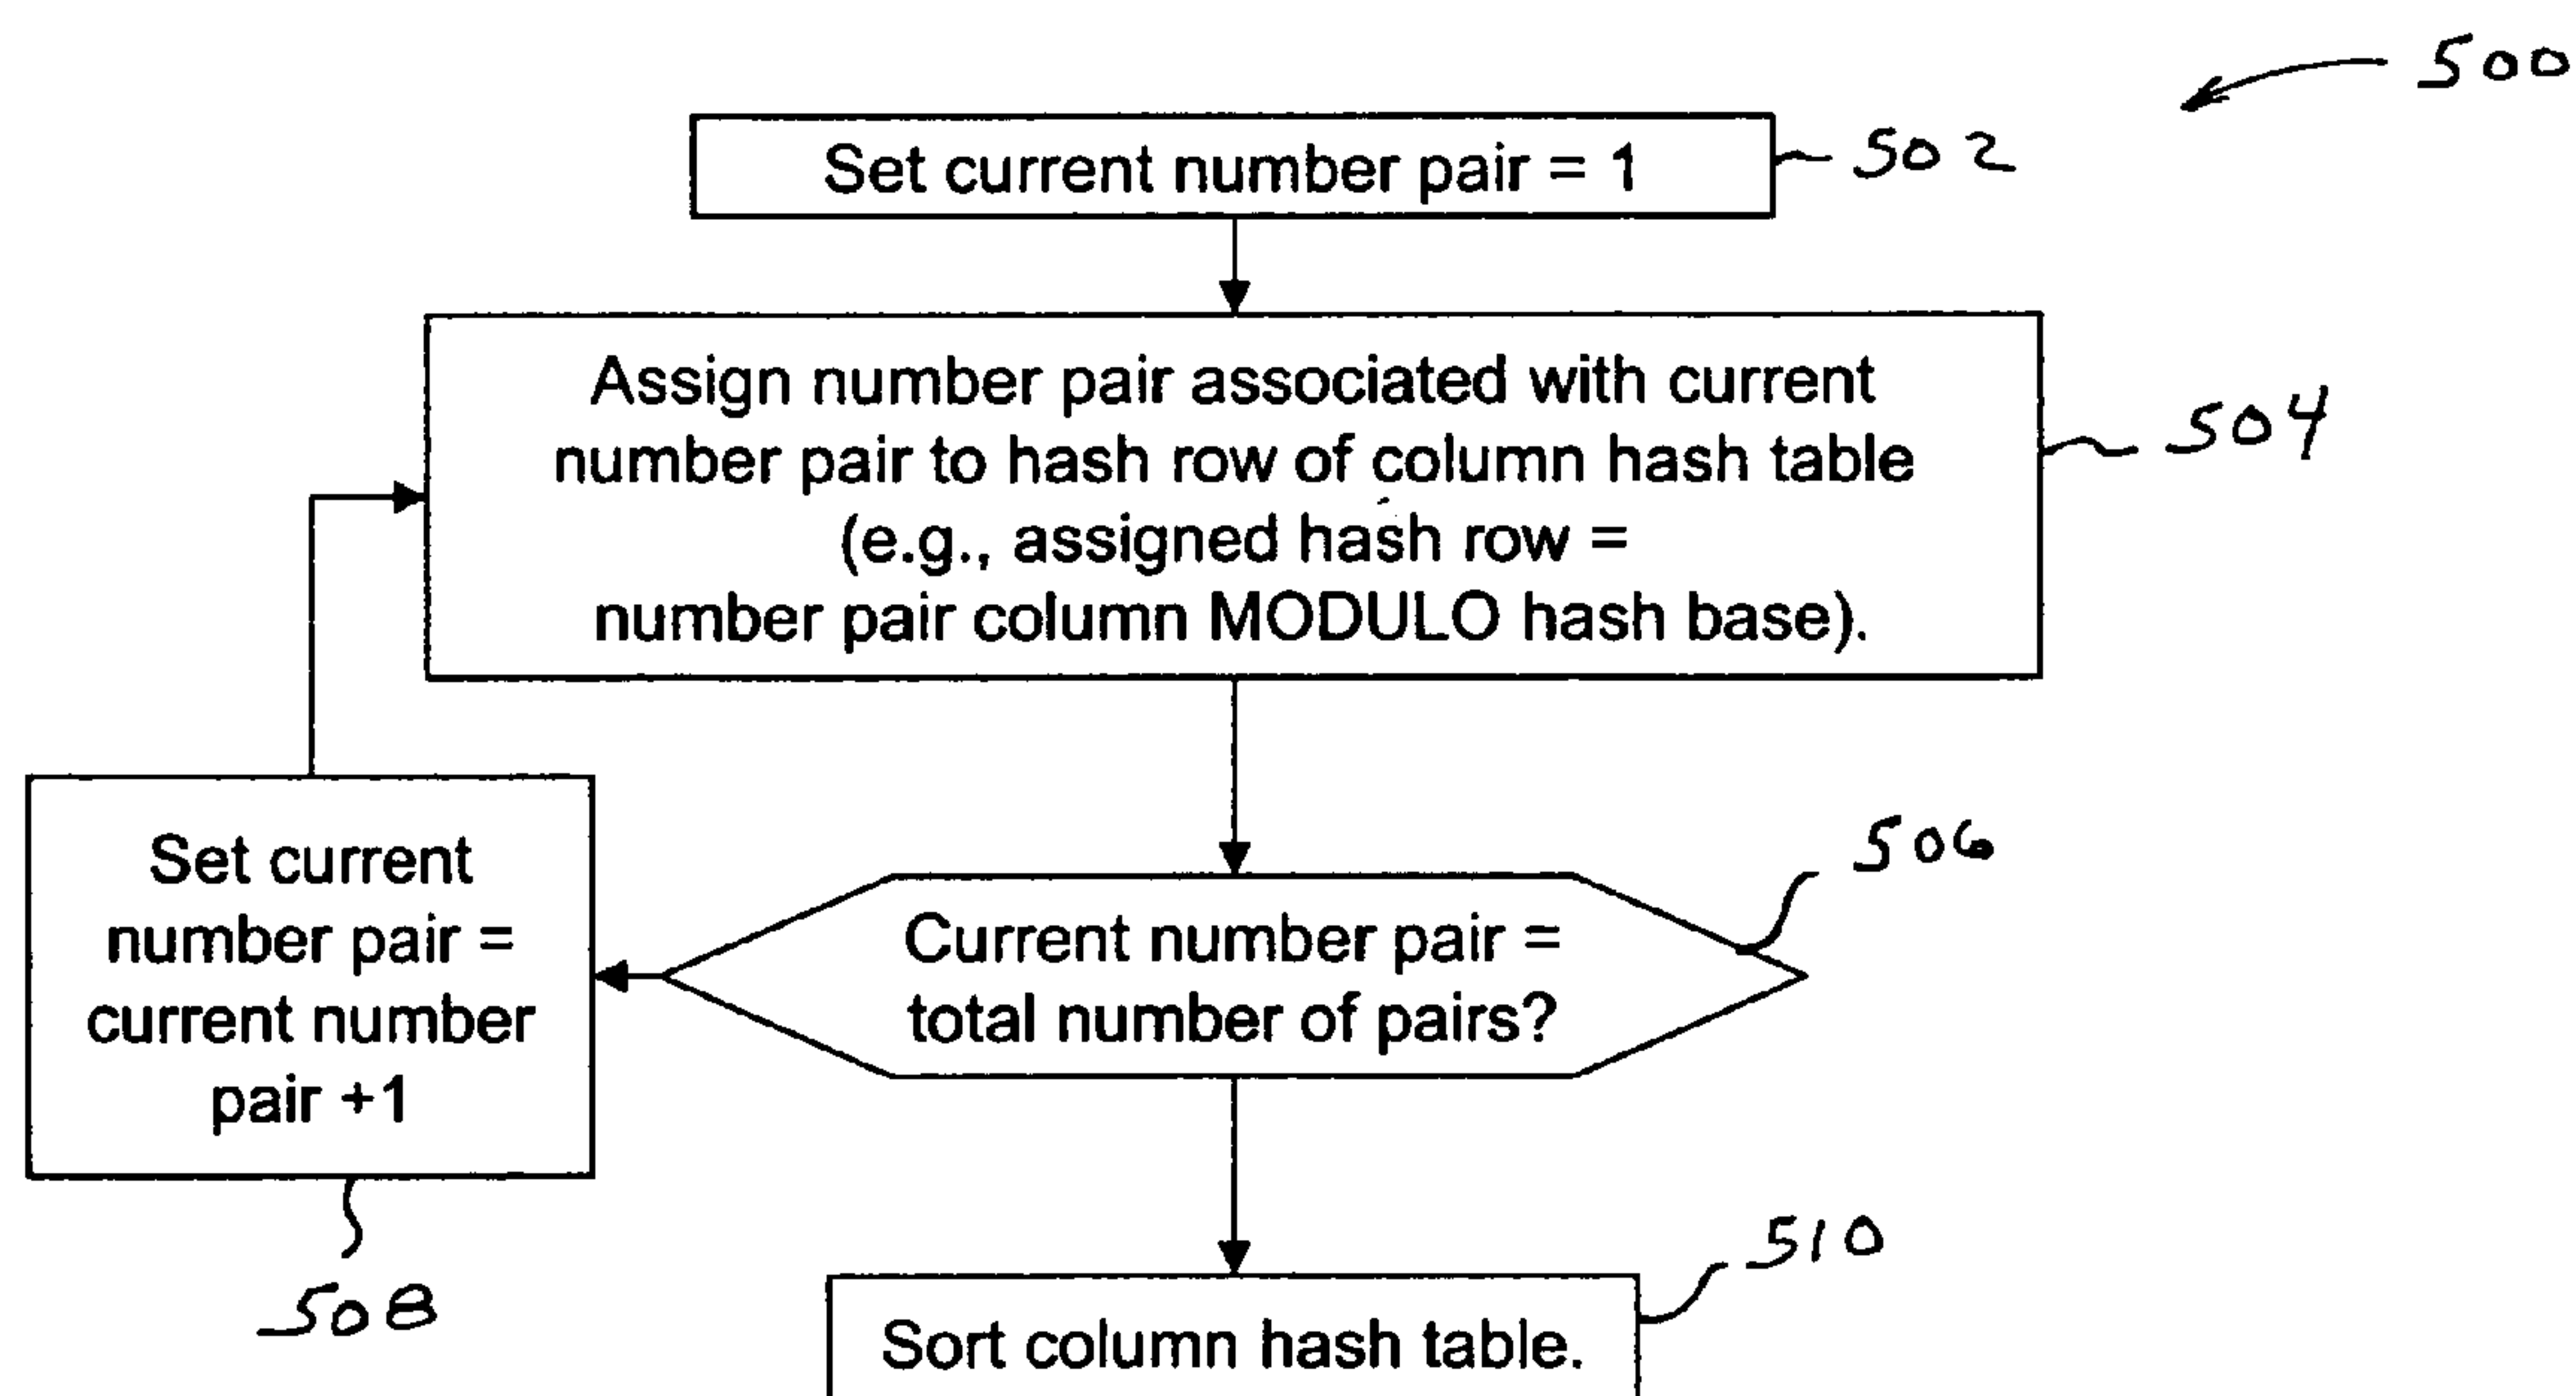 500
Set current number pair = 1
502
Assign number pair associated with current
number pair to hash row of column hash table
(e.g., assigned hash row =
number pair column MODULO hash base).
504
Set current
number pair =
current number
pair +1
508
Current number pair =
total number of pairs?
506
Sort column hash table.
510